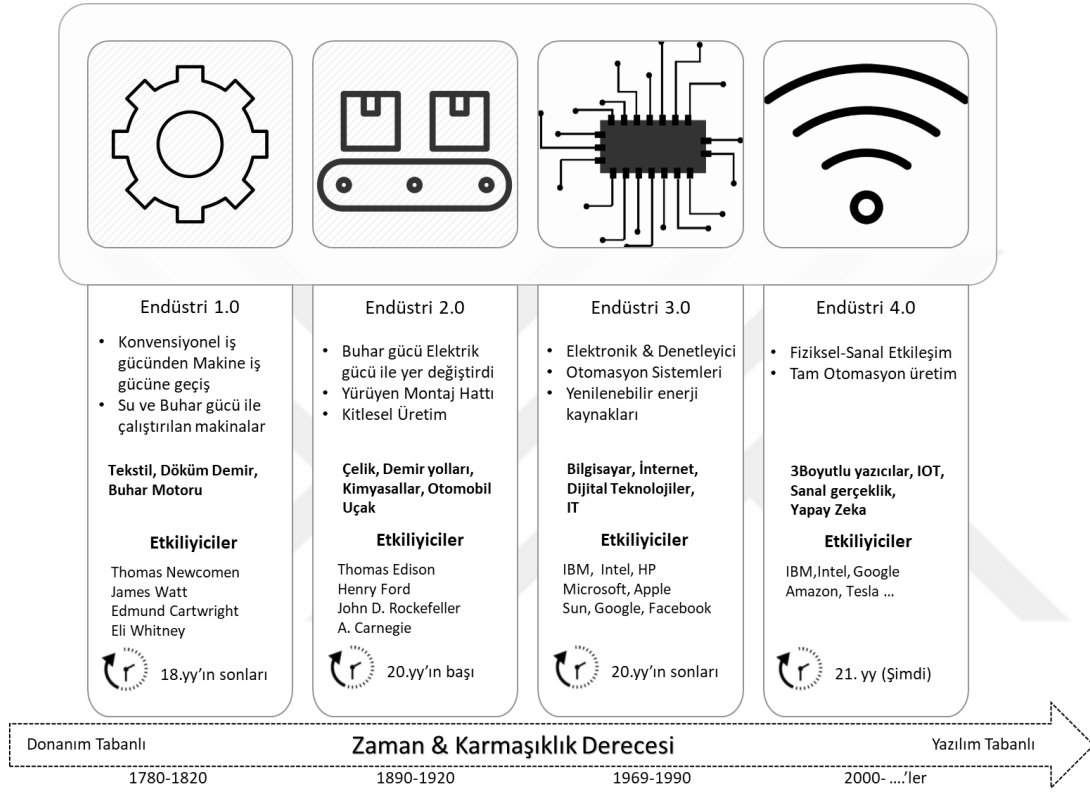 Endüstri 1.0
• Konvensiyonel iş
gücünden Makine iş
gücüne geçiş
• Su ve Buhar gücü ile
çalıştırılan makinalar
Tekstil, Döküm Demir,
Buhar Motoru
Etkiliyiciler
Thomas Newcomen
James Watt
Edmund Cartwright
Eli Whitney
18.yy'ın sonları
Endüstri 2.0
• Buhar gücü Elektrik
gücü ile yer değiştirdi
• Yürüyen Montaj Hattı
• Kitlesel Üretim
Çelik, Demir yolları,
Kimyasallar, Otomobil
Uçak
Etkiliyiciler
Thomas Edison
Henry Ford
John D. Rockefeller
A. Carnegie
20.yy'ın başı
Endüstri 3.0
• Elektronik & Denetleyici
• Otomasyon Sistemleri
• Yenilenebilir enerji
kaynakları
Bilgisayar, İnternet,
Dijital Teknolojiler,
IT
Etkiliyiciler
IBM, Intel, HP
Microsoft, Apple
Sun, Google, Facebook
20.yy'ın sonları
Endüstri 4.0
• Fiziksel-Sanal Etkileşim
• Tam Otomasyon üretim
3Boyutlu yazıcılar, IOT,
Sanal gerçeklik,
Yapay Zeka
Etkiliyiciler
IBM,Intel, Google
Amazon, Tesla ...
21. yy (Şimdi)
Donanım Tabanlı
Zaman & Karmaşıklık Derecesi
Yazılım Tabanlı
1780-1820
1890-1920
1969-1990
2000- ....'ler